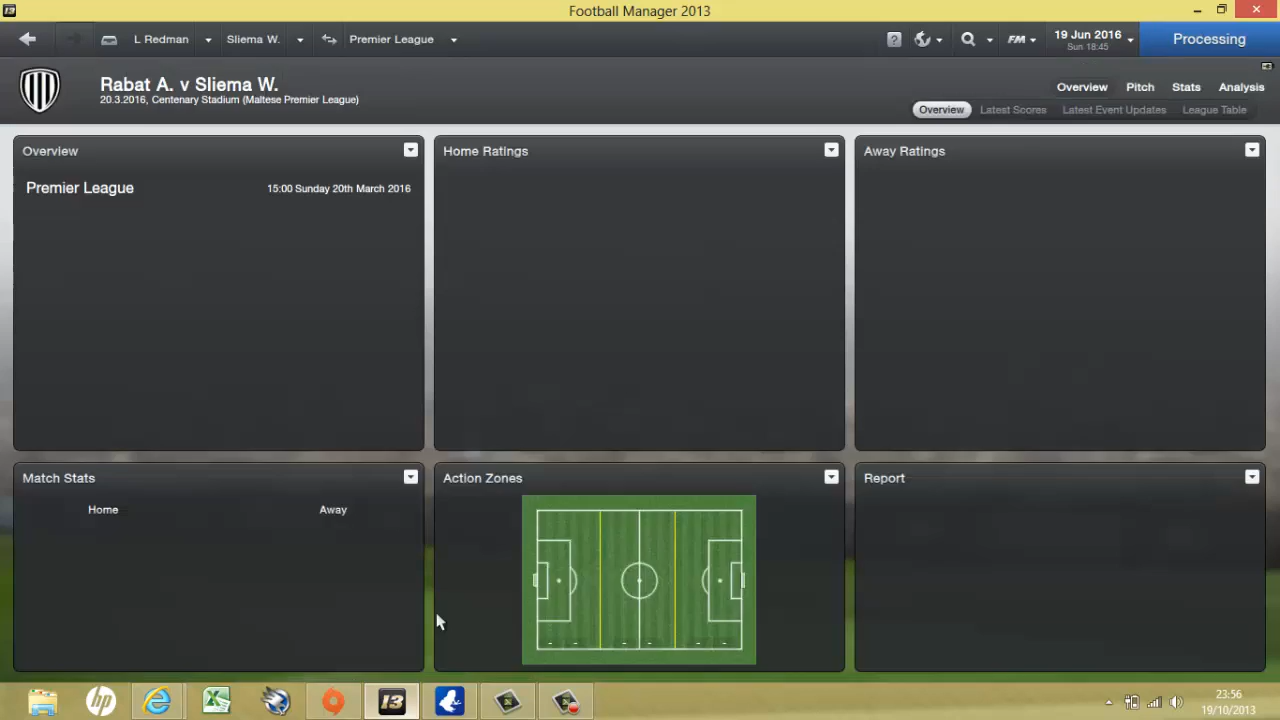 Football Manager 2013
L Redman
Sliema W.
Premier League
?
FM
19 Jun 2016
Sun 18:45
Processing
Rabat A. v Sliema W.
20.3.2016, Centenary Stadium (Maltese Premier League)
Overview Pitch Stats Analysis
Overview Latest Scores Latest Event Updates League Table
Overview
Premier League 15:00 Sunday 20th March 2016
Home Ratings
Away Ratings
Match Stats
Home Away
Action Zones
Report
hp
13
23:56
19/10/2013